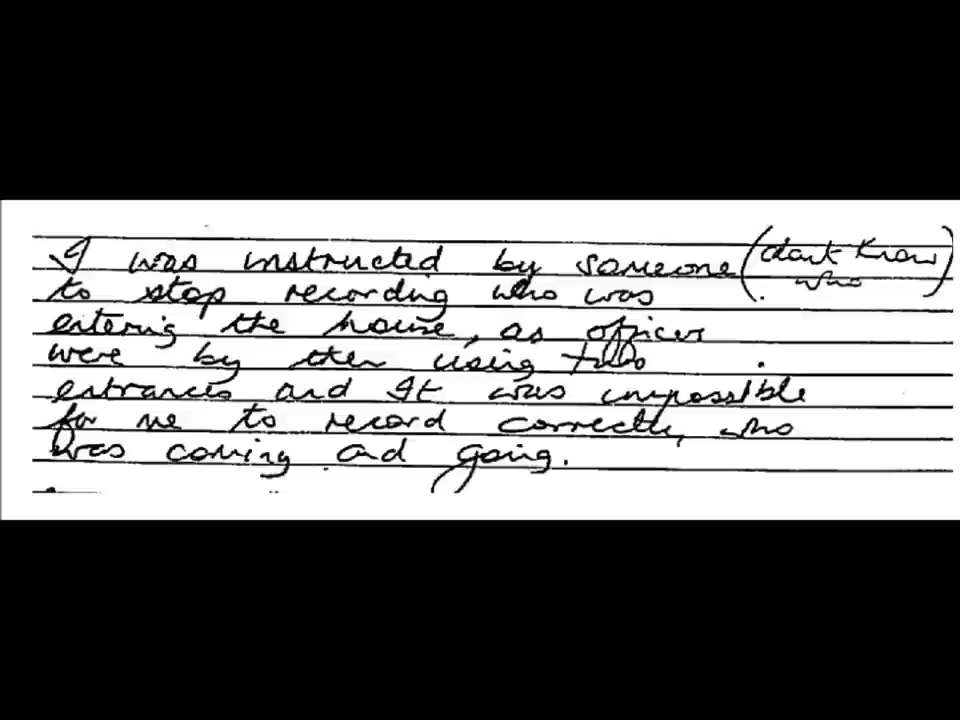 I was instructed by someone (dont know who)
to stop recording who was
entering the house, as officers
were by then using two
entrances and It was impossible
for me to record correctly, who
was coming and going.